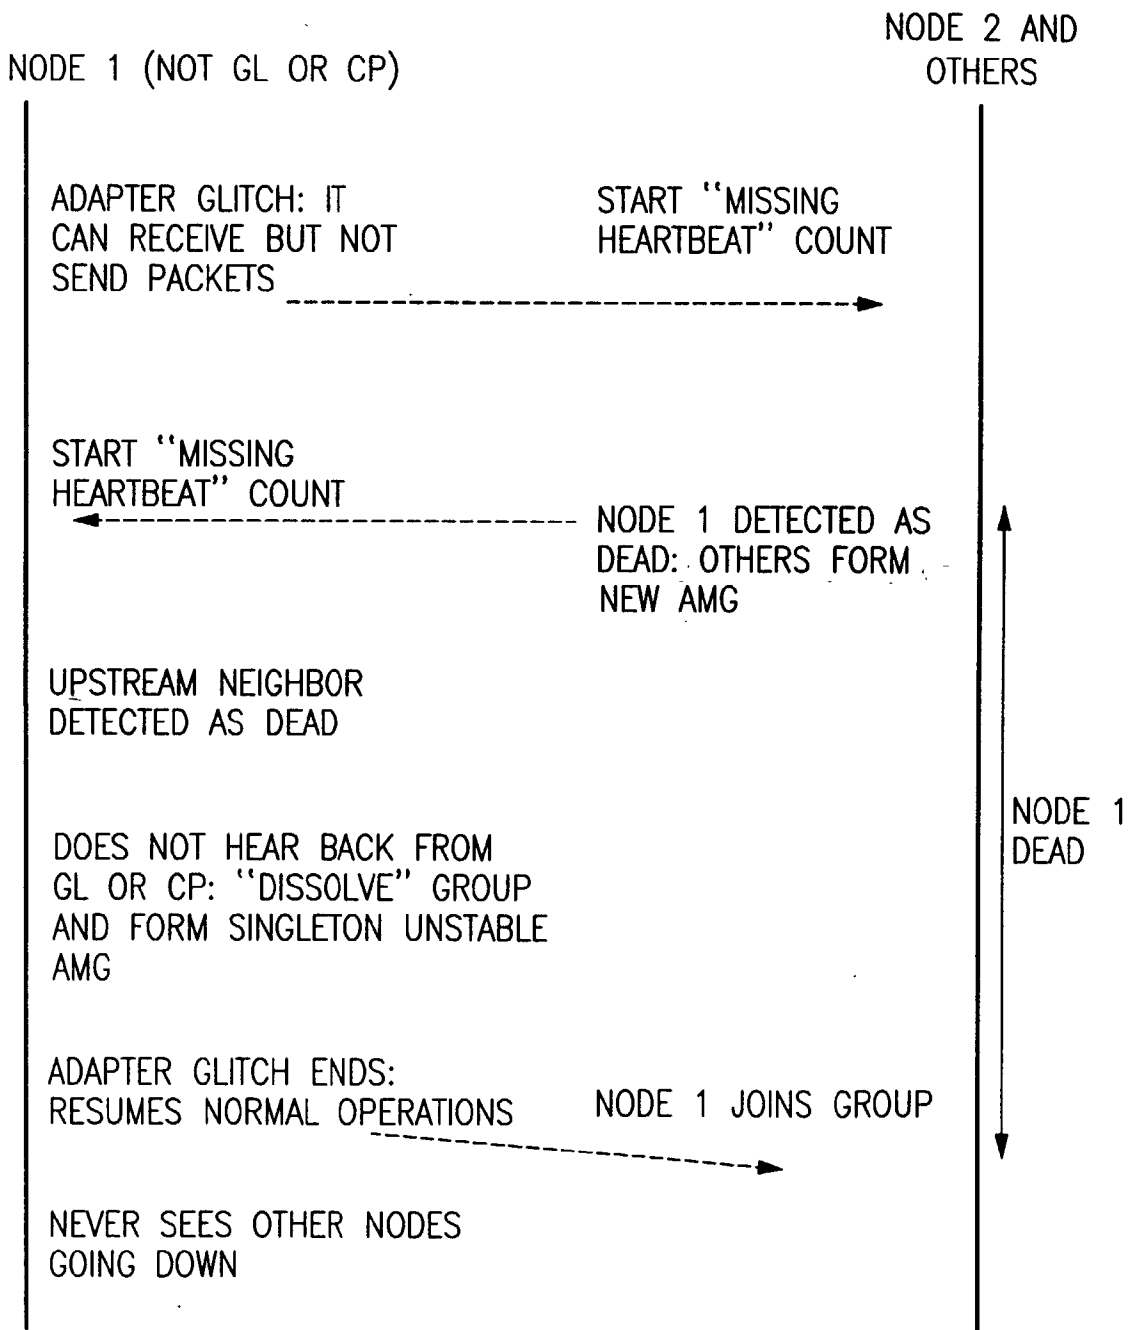 NODE 2 AND
OTHERS
NODE 1 (NOT GL OR CP)
ADAPTER GLITCH: IT
CAN RECEIVE BUT NOT
SEND PACKETS
START ‘‘MISSING
HEARTBEAT’’ COUNT
START ‘‘MISSING
HEARTBEAT’’ COUNT
NODE 1 DETECTED AS
DEAD: OTHERS FORM
NEW AMG
UPSTREAM NEIGHBOR
DETECTED AS DEAD
NODE 1
DEAD
DOES NOT HEAR BACK FROM
GL OR CP: ‘‘DISSOLVE’’ GROUP
AND FORM SINGLETON UNSTABLE
AMG
ADAPTER GLITCH ENDS:
RESUMES NORMAL OPERATIONS
NODE 1 JOINS GROUP
NEVER SEES OTHER NODES
GOING DOWN